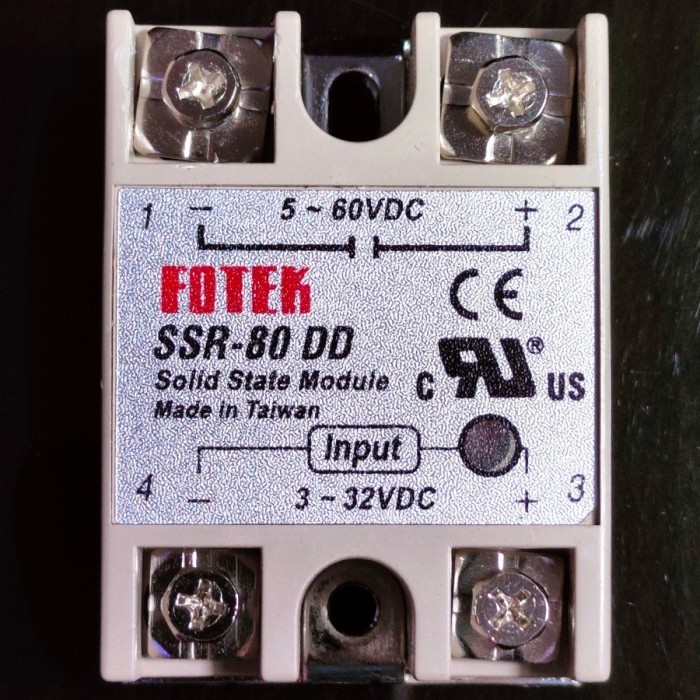 1 − 5 ~ 60VDC + 2
FOTEK
CE
SSR-80 DD
Solid State Module
C RU ® US
Made in Taiwan
Input
4 − 3 ~ 32VDC + 3